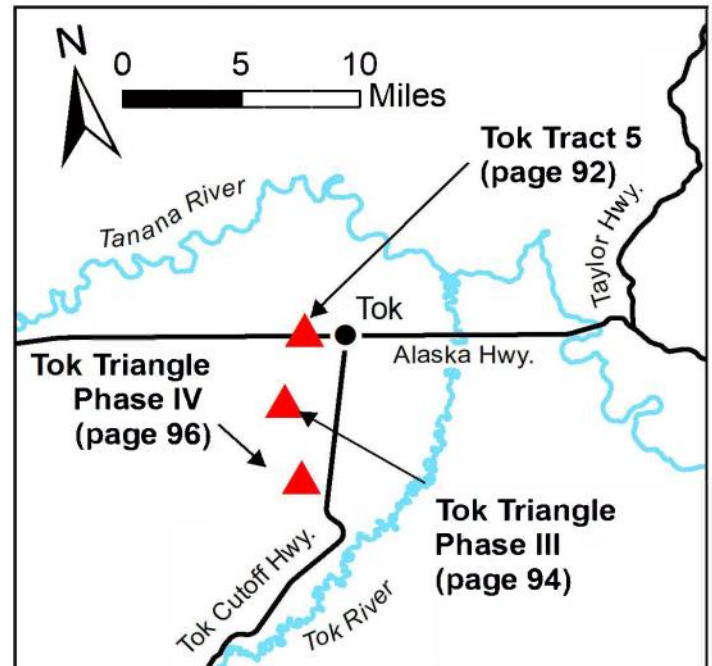 N
0 5 10
Miles
Tok Tract 5
(page 92)
Tanana River
Taylor Hwy.
Tok
Alaska Hwy.
Tok Triangle
Phase IV
(page 96)
Tok Triangle
Phase III
(page 94)
Tok Cutoff Hwy.
Tok River